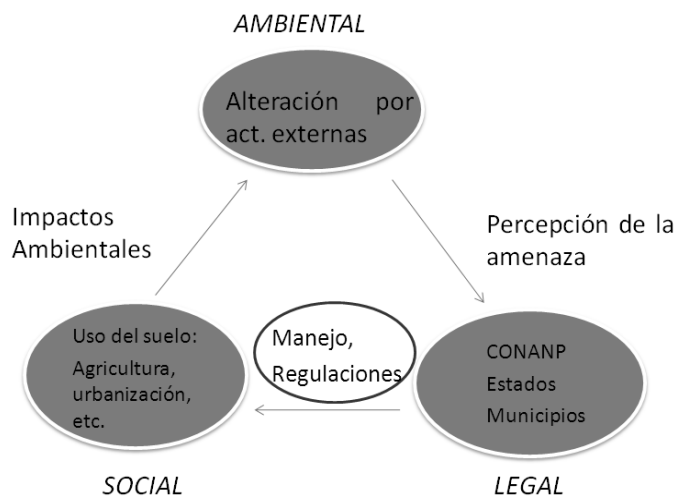 AMBIENTAL
Alteración por
act. externas
Impactos
Ambientales
Percepción de la
amenaza
Uso del suelo:
Agricultura,
urbanización,
etc.
Manejo,
Regulaciones
CONANP
Estados
Municipios
SOCIAL
LEGAL